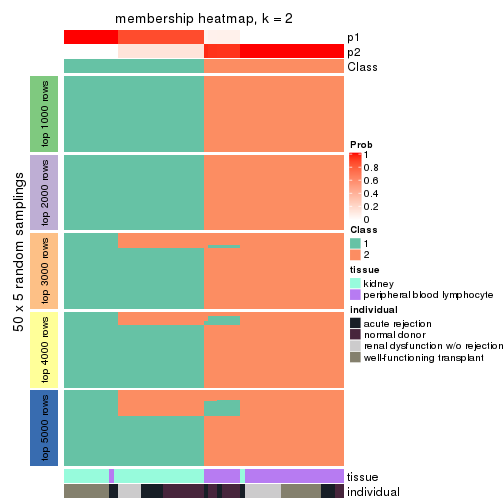 membership heatmap, k = 2
p1
p2
Class
50 x 5 random samplings
top 1000 rows
top 2000 rows
top 3000 rows
top 4000 rows
top 5000 rows
tissue
individual
Prob
1
0.8
0.6
0.4
0.2
0
Class
1
2
tissue
kidney
peripheral blood lymphocyte
individual
acute rejection
normal donor
renal dysfunction w/o rejection
well-functioning transplant